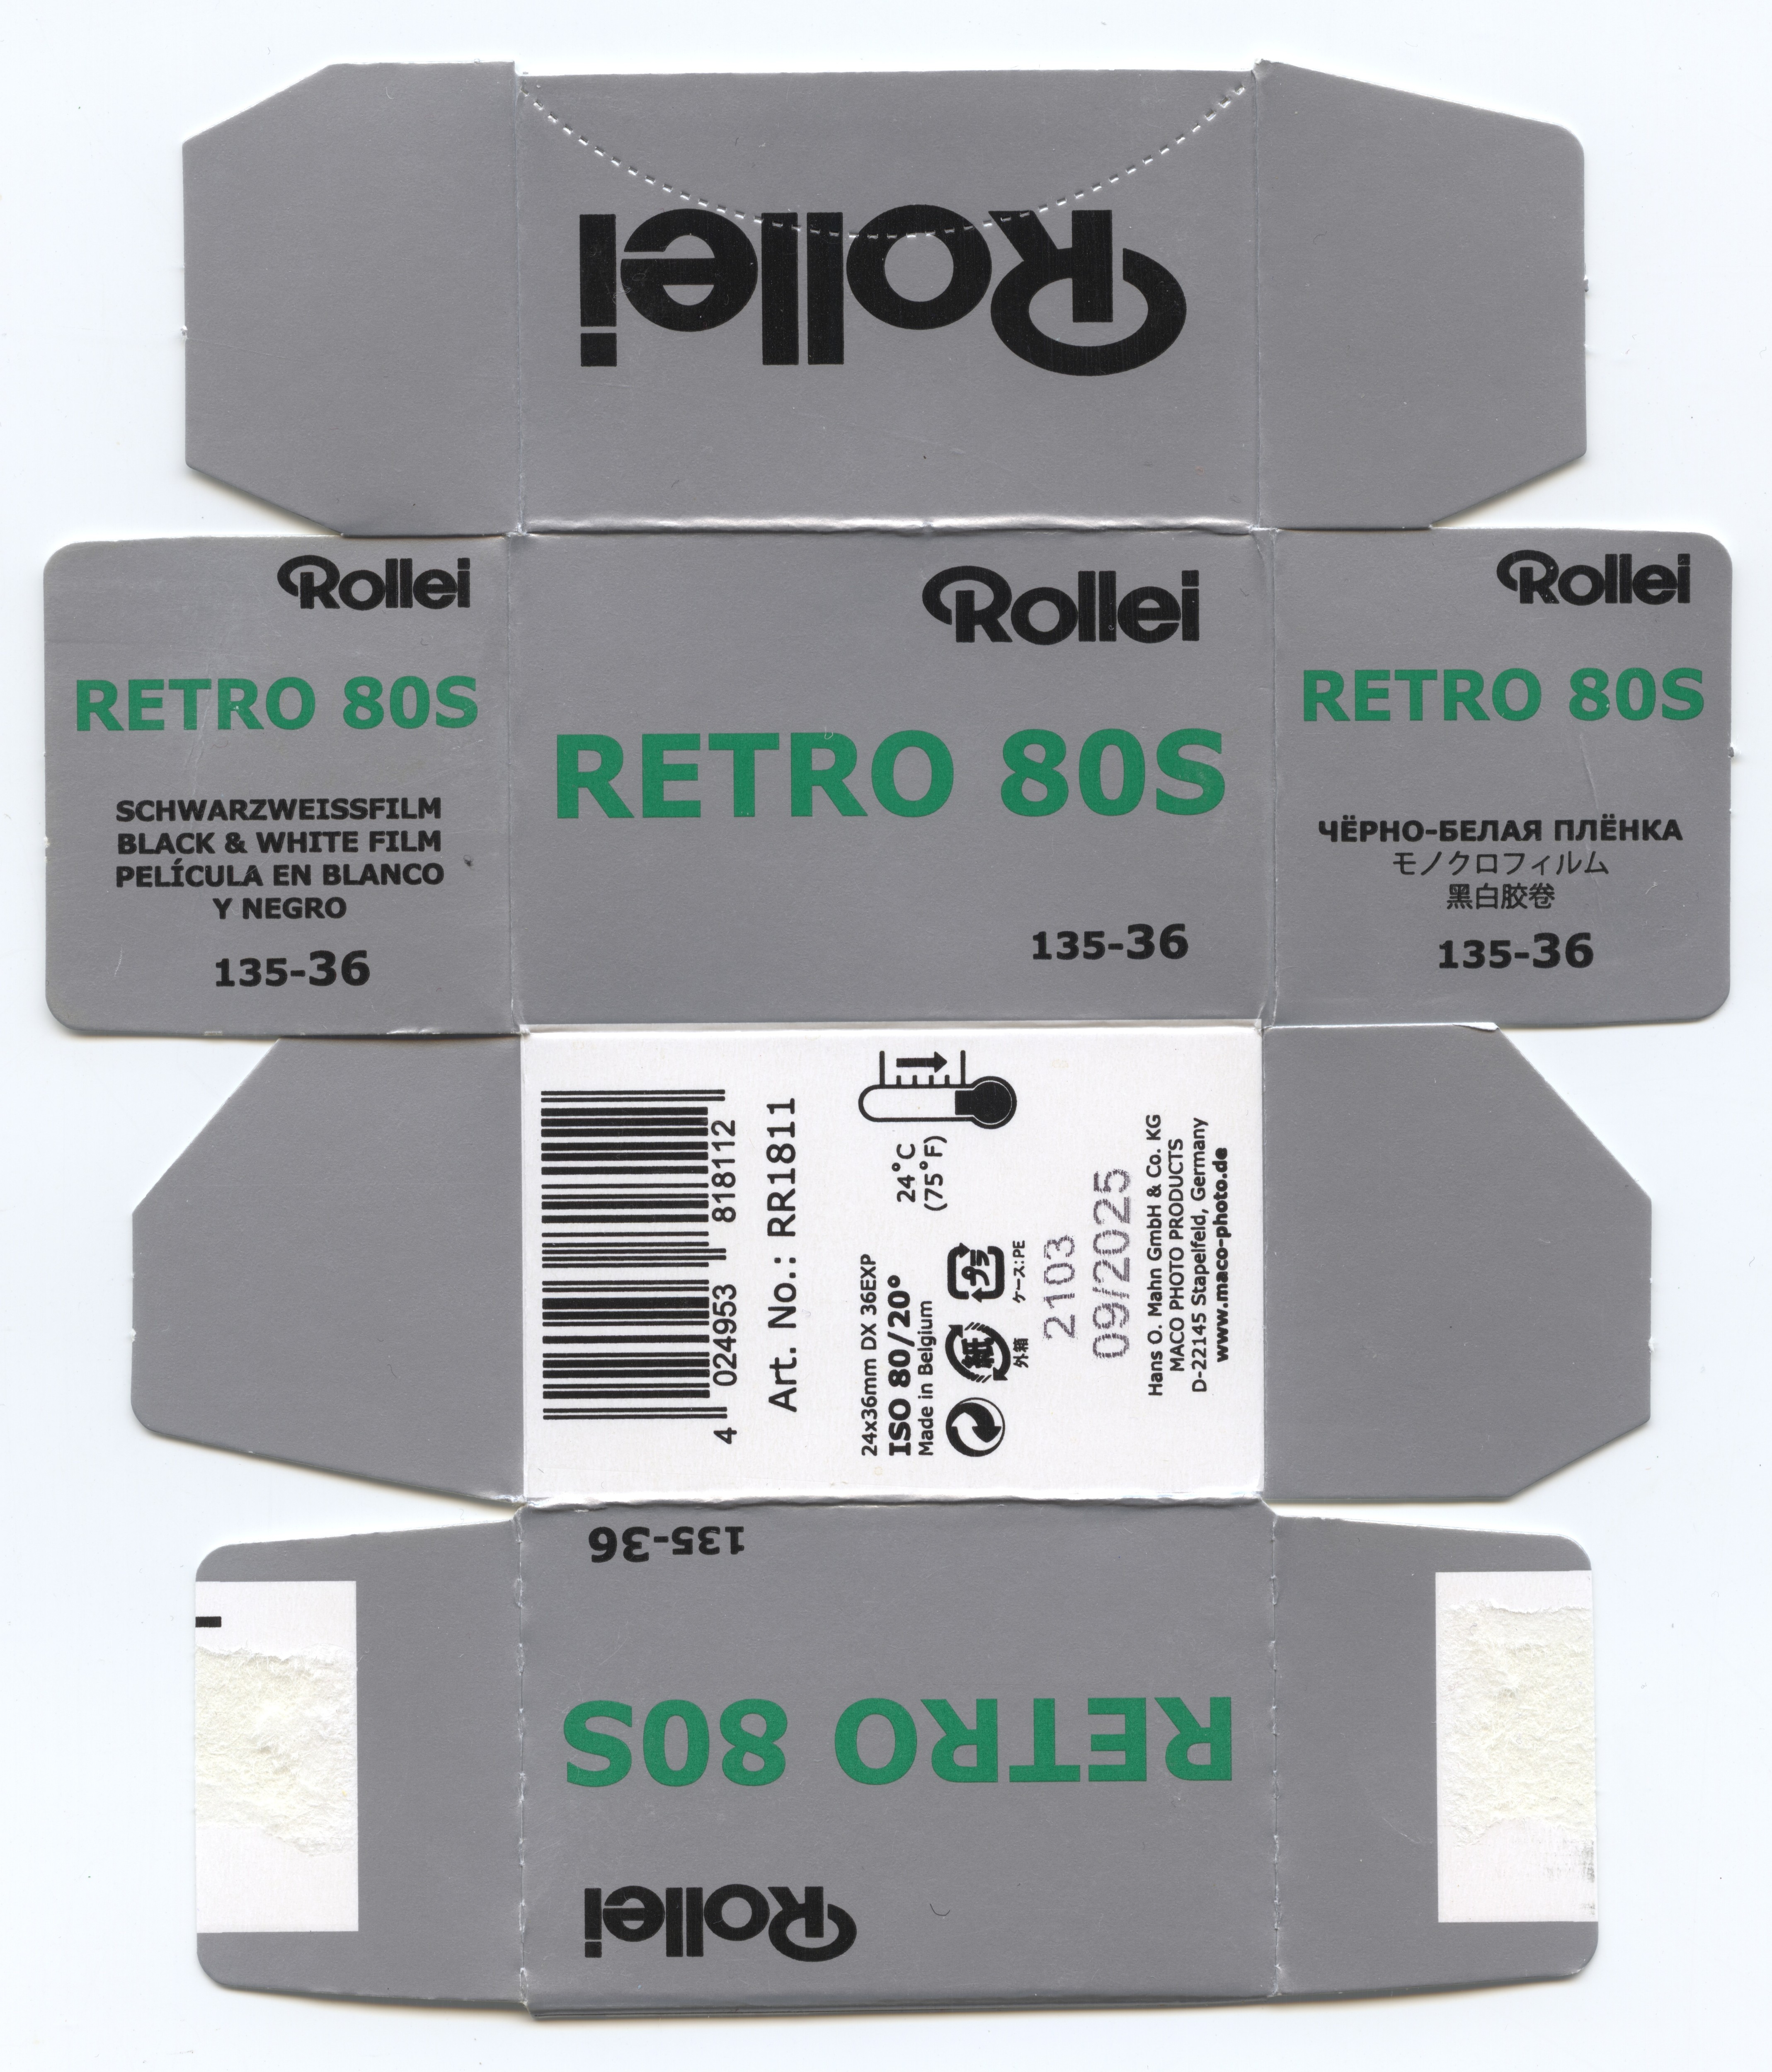 Rollei
Rollei
RETRO 80S
SCHWARZWEISSFILM
BLACK & WHITE FILM
PELÍCULA EN BLANCO
Y NEGRO
135-36
Rollei
RETRO 80S
135-36
Rollei
RETRO 80S
ЧЁРНО-БЕЛАЯ ПЛЁНКА
モノクロフィルム
黑白胶卷
135-36
4 024953 818112
Art. No.: RR1811
24°C
(75°F)
24x36mm DX 36EXP
ISO 80/20°
Made in Belgium
紙
外箱
プラ
ケース:PE
2103
09/2025
Hans O. Mahn GmbH & Co. KG
MACO PHOTO PRODUCTS
D-22145 Stapelfeld, Germany
www.maco-photo.de
135-36
RETRO 80S
Rollei